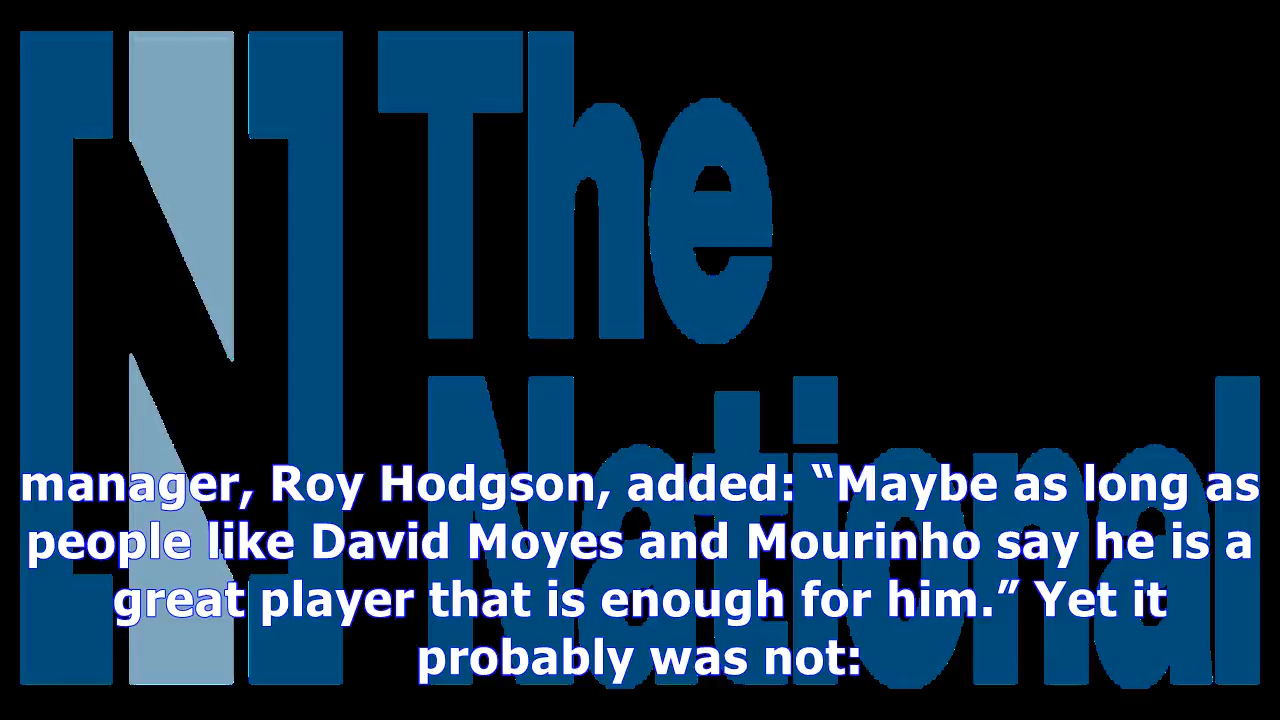 The
National
manager, Roy Hodgson, added: “Maybe as long as
people like David Moyes and Mourinho say he is a
great player that is enough for him.” Yet it
probably was not: